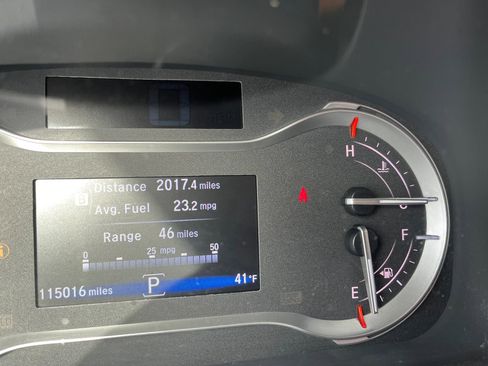 Distance 2017.4 miles
B Avg. Fuel 23.2 mpg
Range 46 miles
0 25 50
mpg
115016 miles P 41°F
H
C
F
E